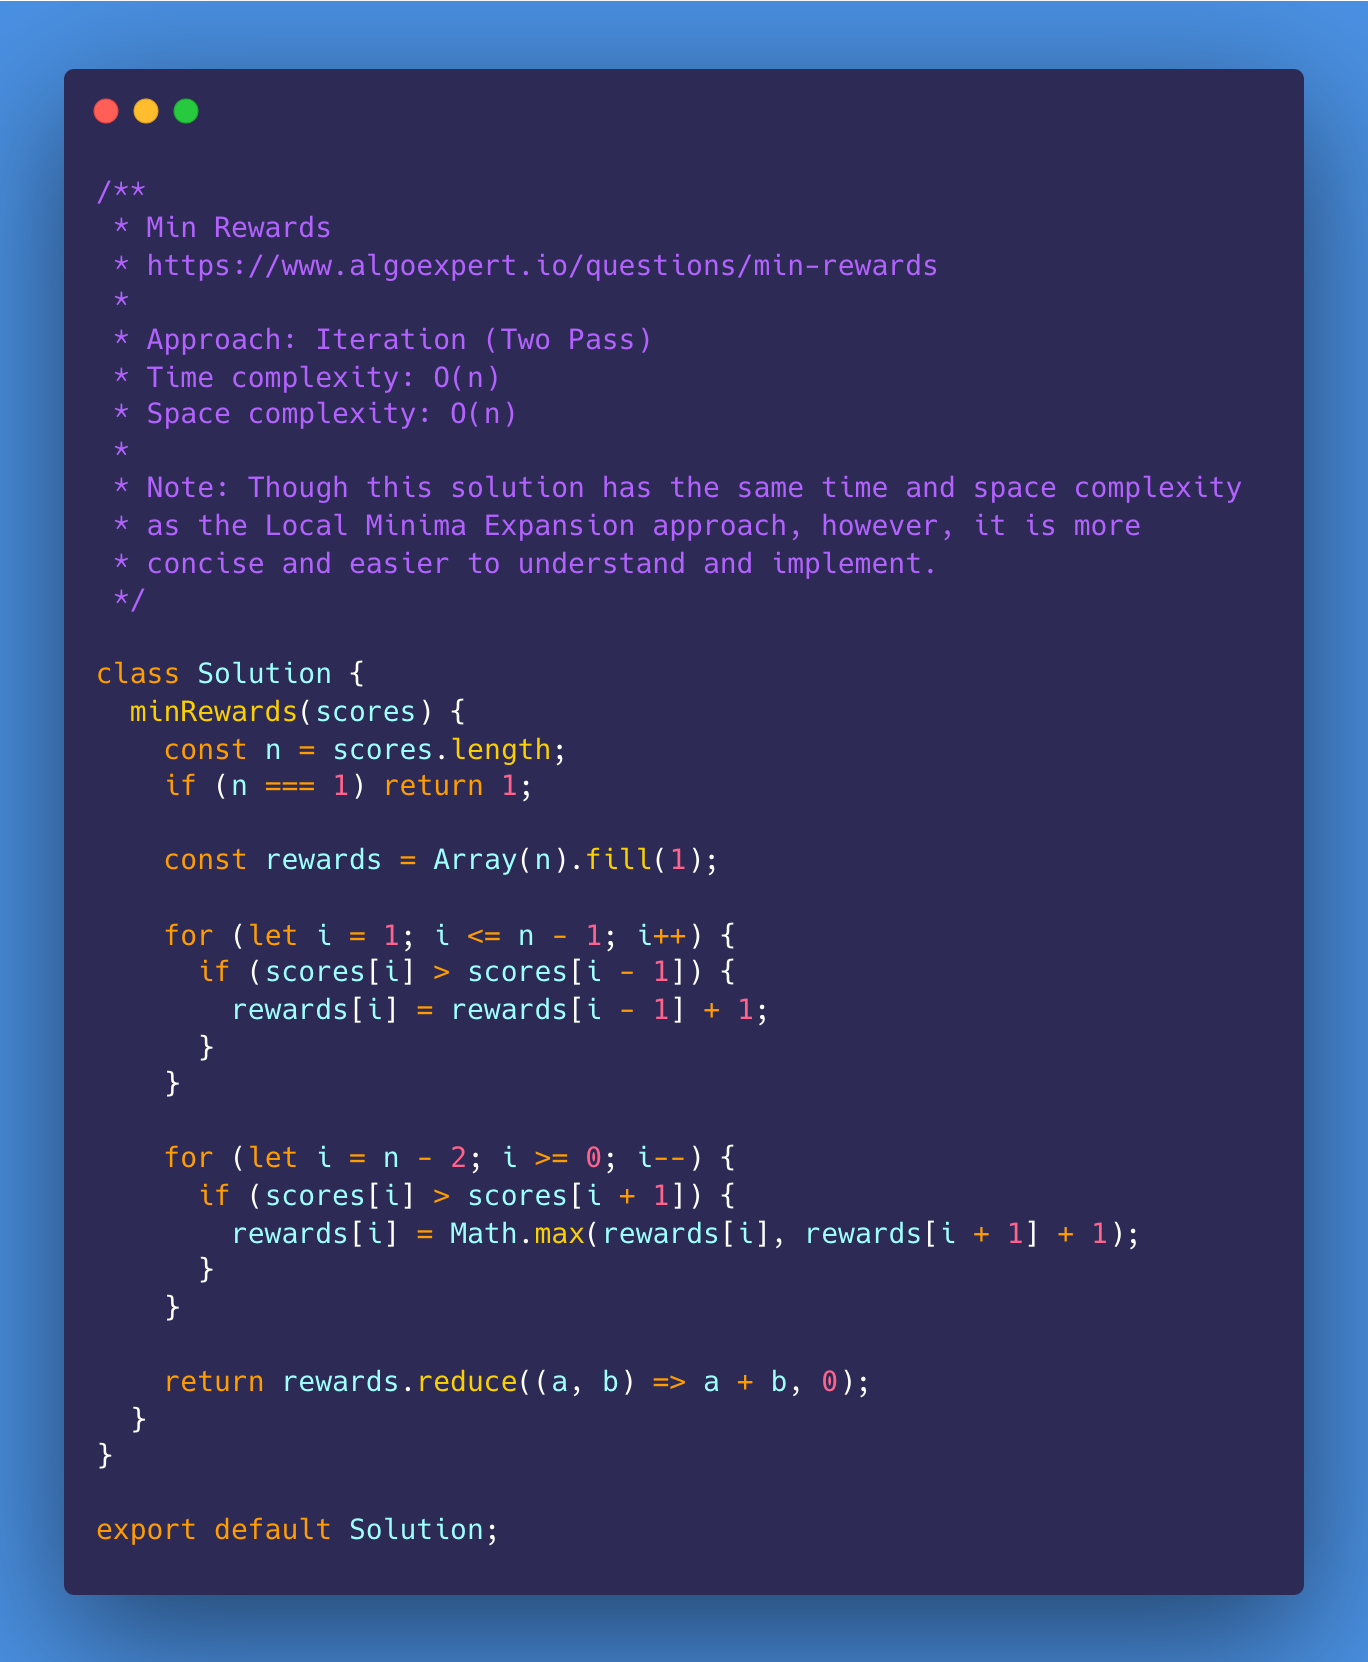 /**
 * Min Rewards
 * https://www.algoexpert.io/questions/min-rewards
 *
 * Approach: Iteration (Two Pass)
 * Time complexity: O(n)
 * Space complexity: O(n)
 *
 * Note: Though this solution has the same time and space complexity
 * as the Local Minima Expansion approach, however, it is more
 * concise and easier to understand and implement.
 */

class Solution {
  minRewards(scores) {
    const n = scores.length;
    if (n === 1) return 1;

    const rewards = Array(n).fill(1);

    for (let i = 1; i <= n - 1; i++) {
      if (scores[i] > scores[i - 1]) {
        rewards[i] = rewards[i - 1] + 1;
      }
    }

    for (let i = n - 2; i >= 0; i--) {
      if (scores[i] > scores[i + 1]) {
        rewards[i] = Math.max(rewards[i], rewards[i + 1] + 1);
      }
    }

    return rewards.reduce((a, b) => a + b, 0);
  }
}

export default Solution;